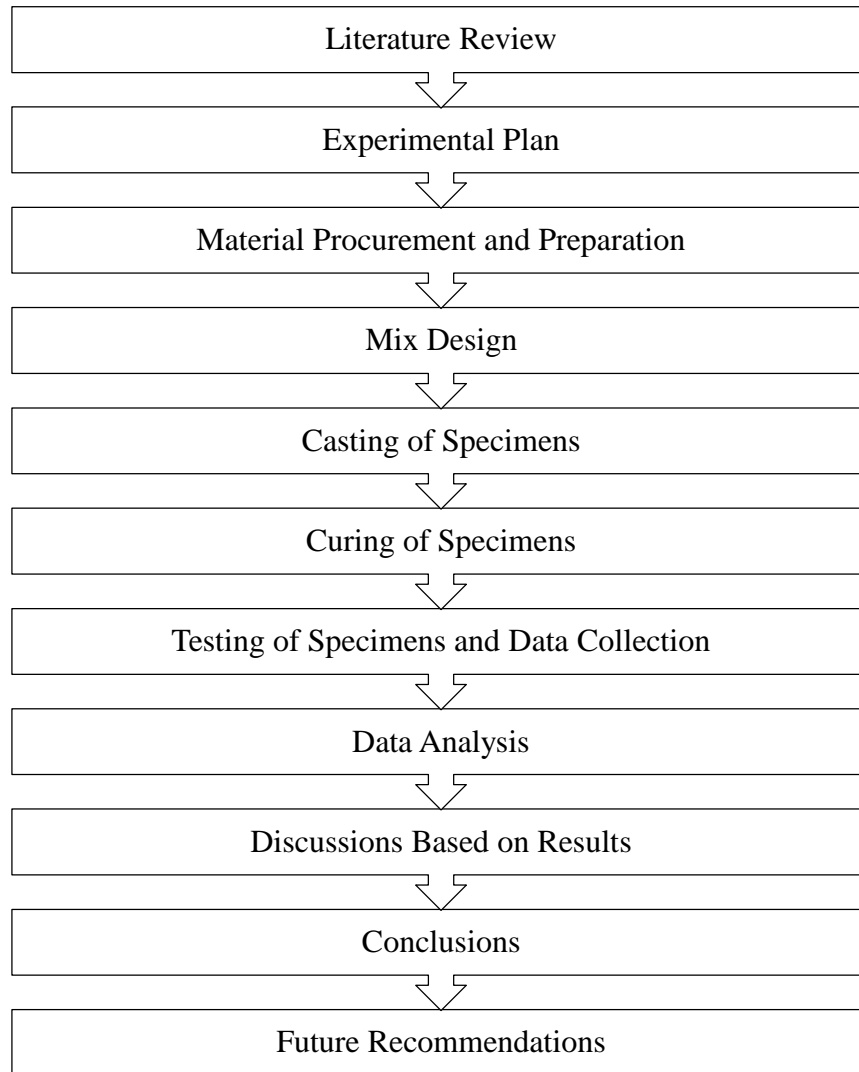 Literature Review
Experimental Plan
Material Procurement and Preparation
Mix Design
Casting of Specimens
Curing of Specimens
Testing of Specimens and Data Collection
Data Analysis
Discussions Based on Results
Conclusions
Future Recommendations